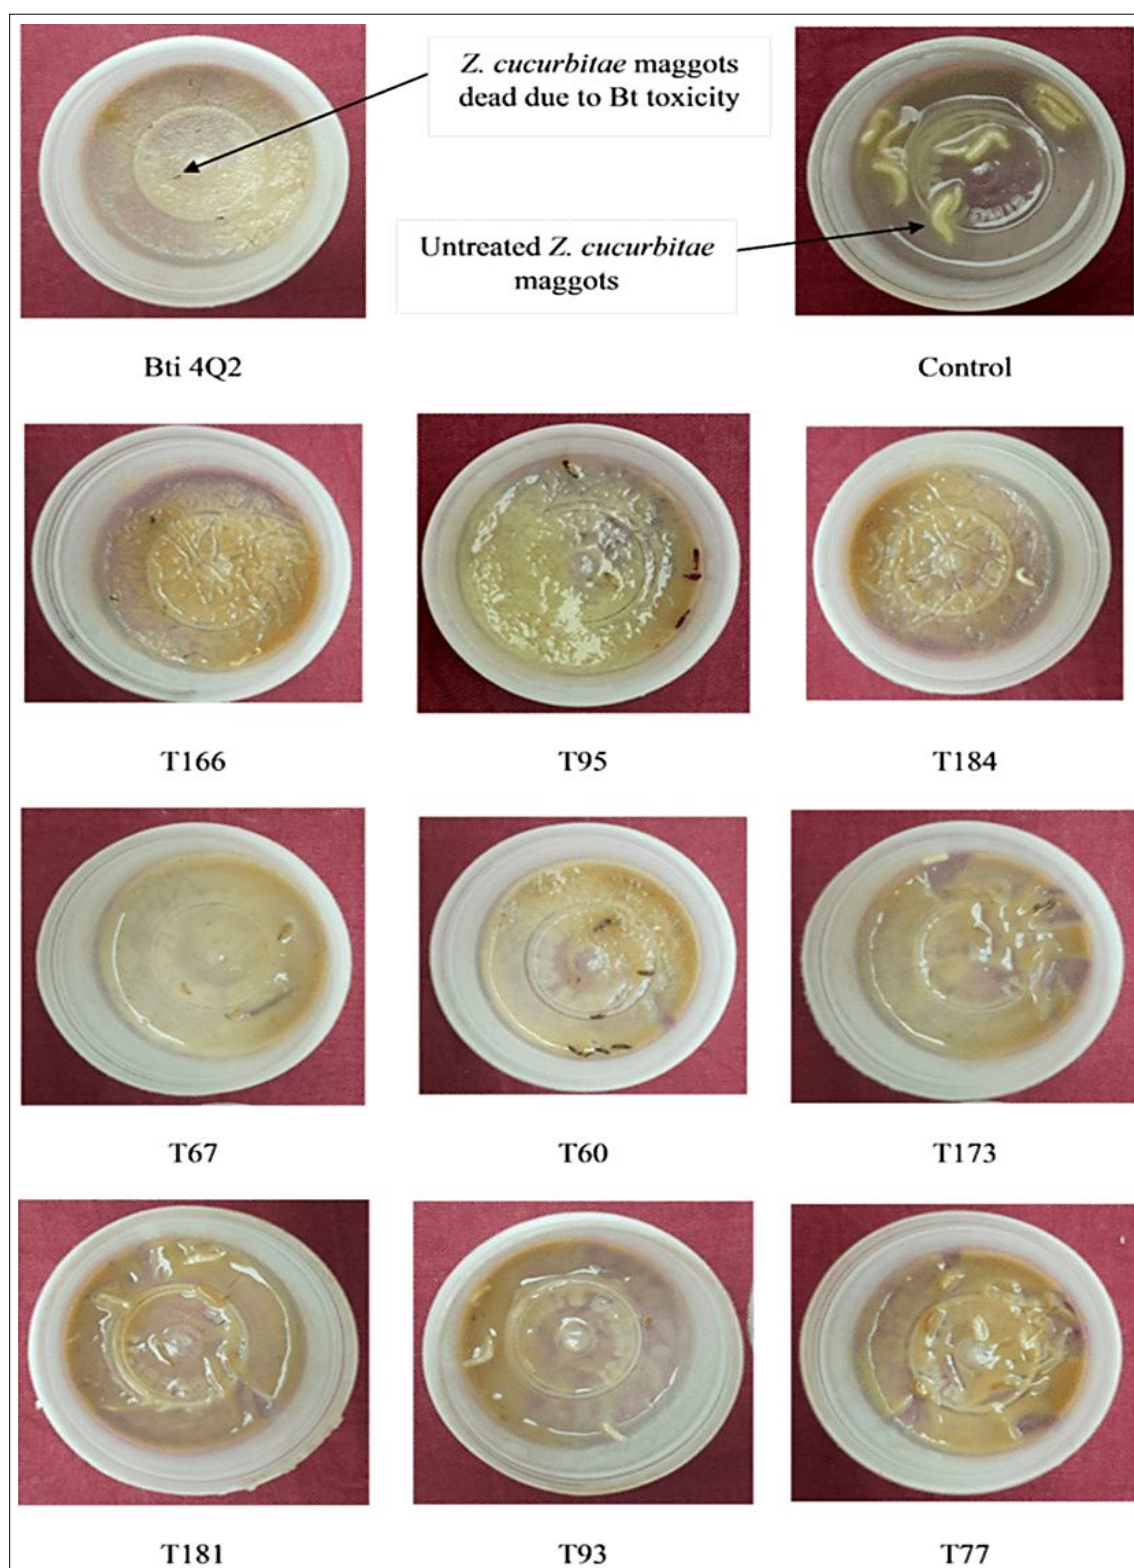 Z. cucurbitae maggots
dead due to Bt toxicity
Untreated Z. cucurbitae
maggots
Bti 4Q2
Control
T166
T95
T184
T67
T60
T173
T181
T93
T77